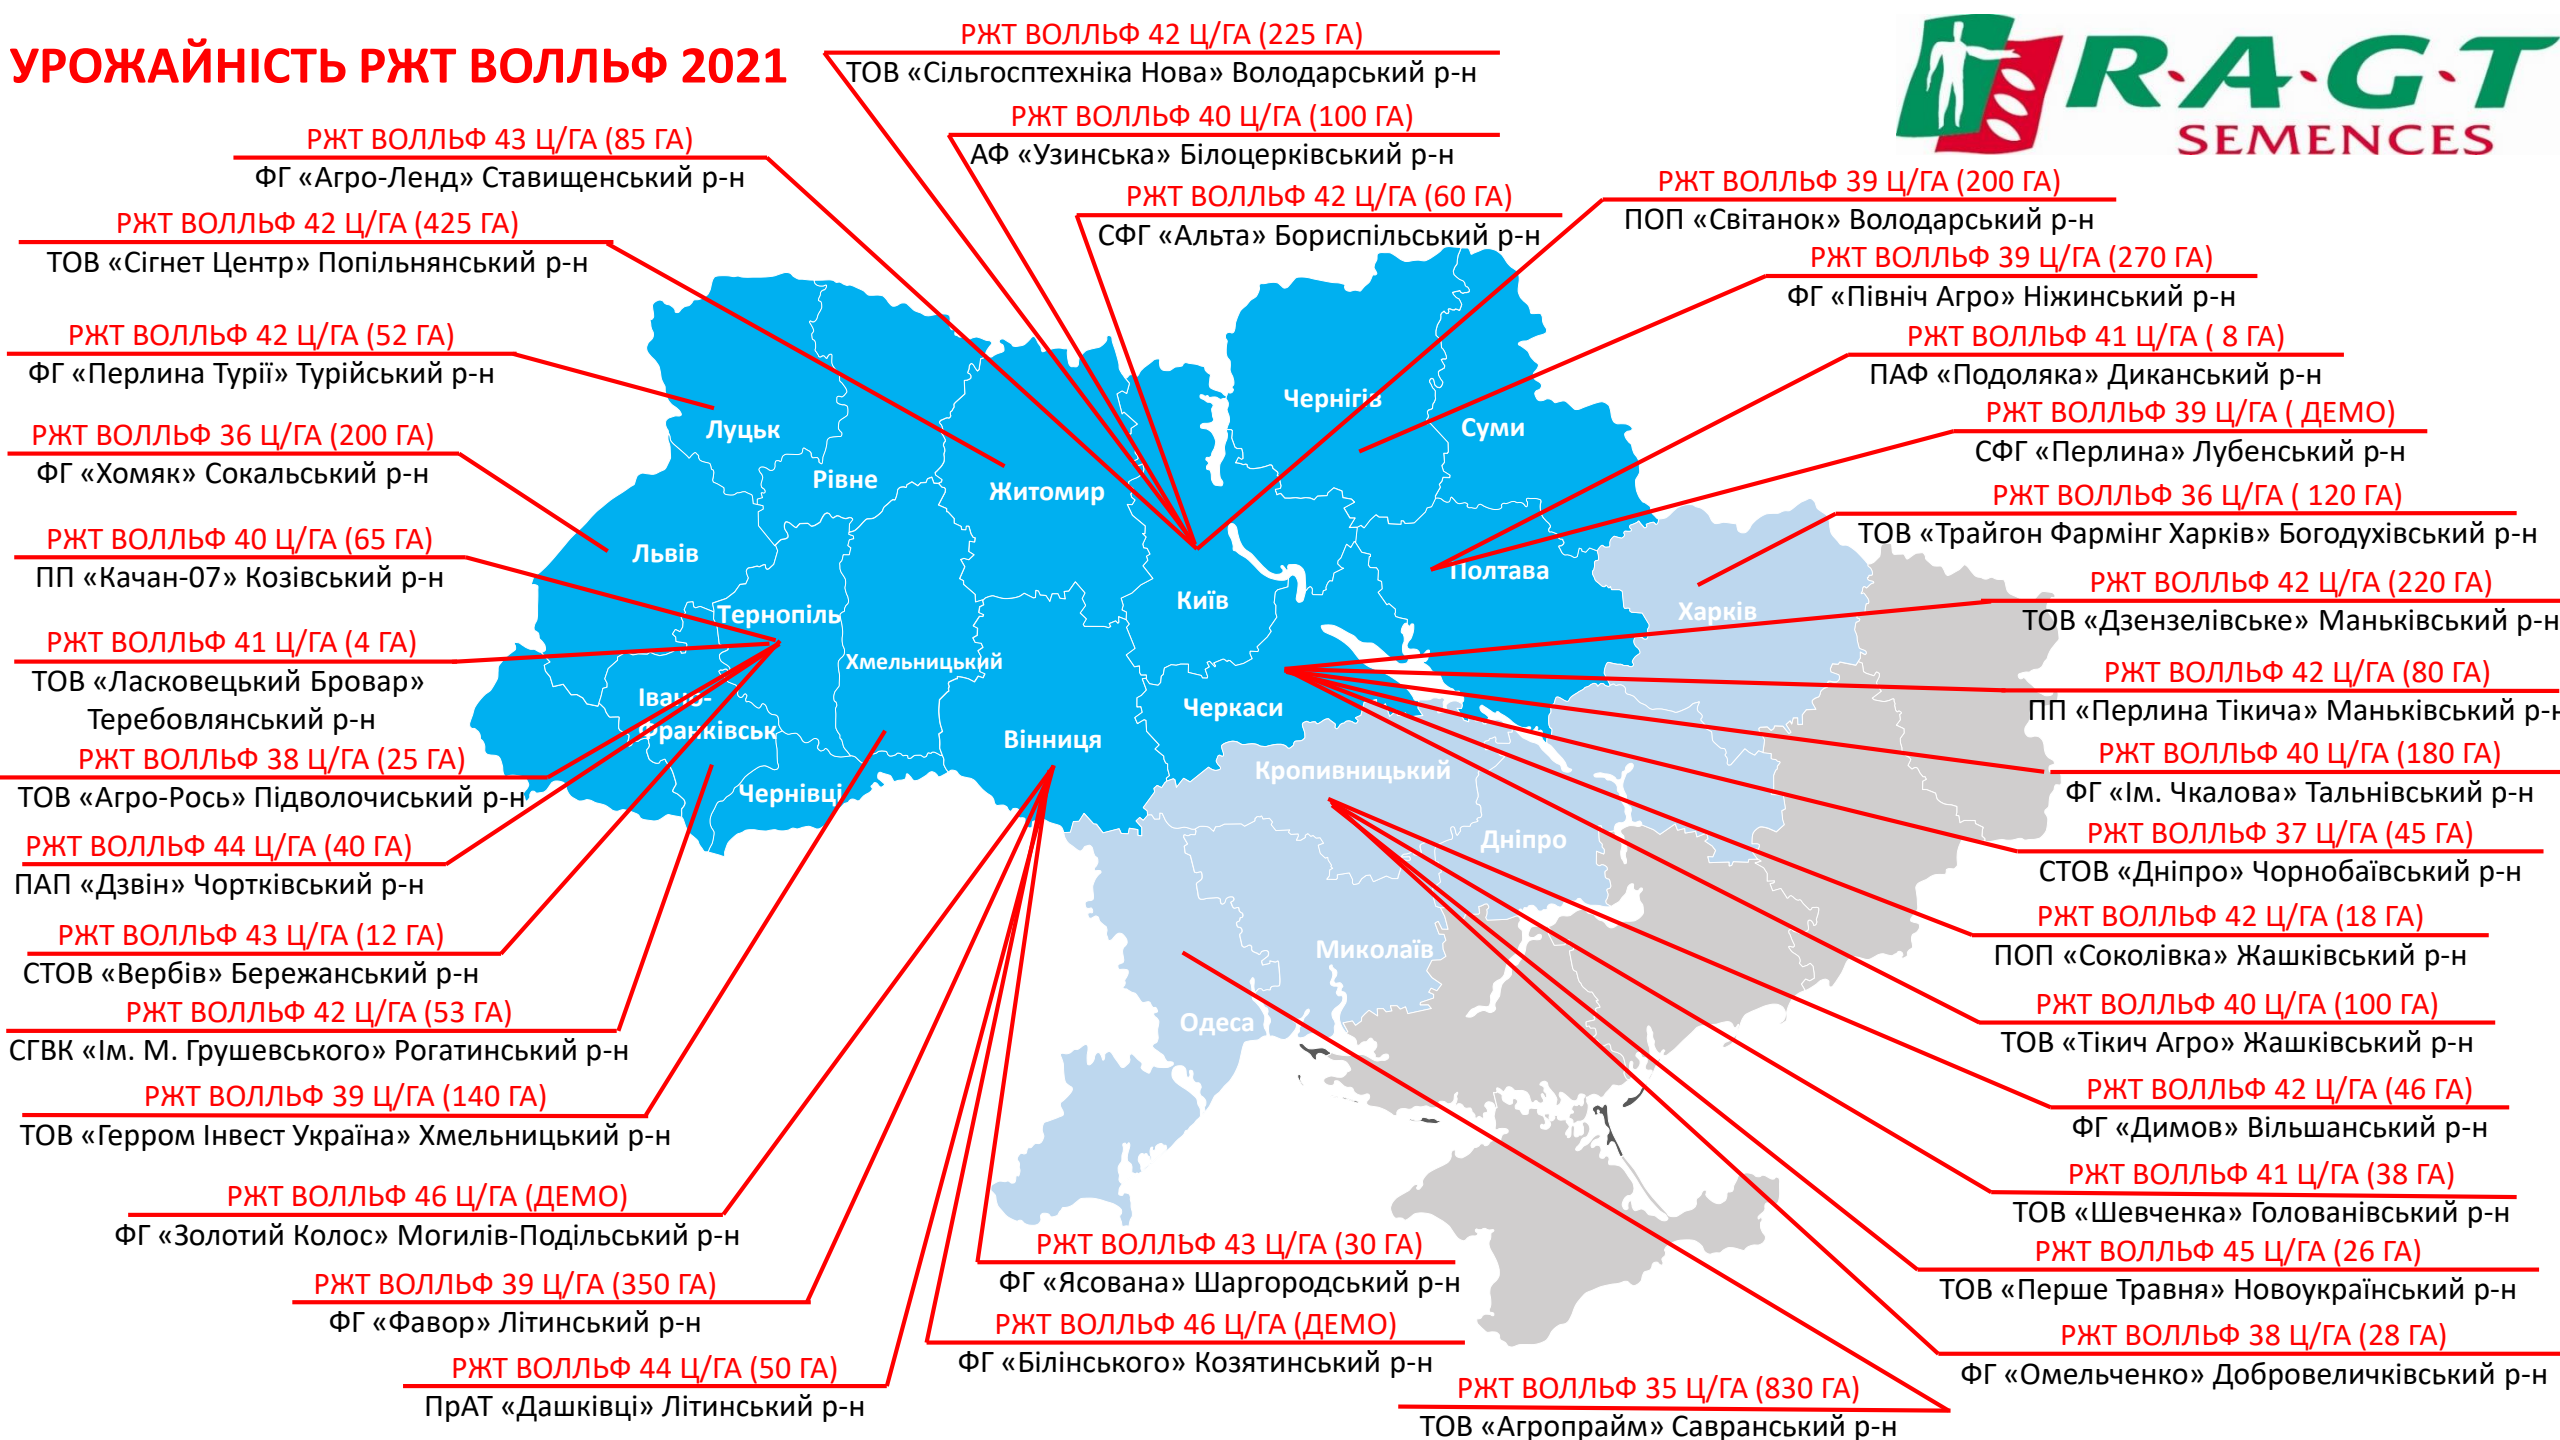 УРОЖАЙНІСТЬ РЖТ ВОЛЛЬФ 2021
R·A·G·T
SEMENCES
РЖТ ВОЛЛЬФ 42 Ц/ГА (225 ГА)
ТОВ «Сільгосптехніка Нова» Володарський р-н
РЖТ ВОЛЛЬФ 40 Ц/ГА (100 ГА)
АФ «Узинська» Білоцерківський р-н
РЖТ ВОЛЛЬФ 42 Ц/ГА (60 ГА)
СФГ «Альта» Бориспільський р-н
РЖТ ВОЛЛЬФ 43 Ц/ГА (85 ГА)
ФГ «Агро-Ленд» Ставищенський р-н
РЖТ ВОЛЛЬФ 42 Ц/ГА (425 ГА)
ТОВ «Сігнет Центр» Попільнянський р-н
РЖТ ВОЛЛЬФ 42 Ц/ГА (52 ГА)
ФГ «Перлина Турії» Турійський р-н
РЖТ ВОЛЛЬФ 36 Ц/ГА (200 ГА)
ФГ «Хомяк» Сокальський р-н
РЖТ ВОЛЛЬФ 40 Ц/ГА (65 ГА)
ПП «Качан-07» Козівський р-н
РЖТ ВОЛЛЬФ 41 Ц/ГА (4 ГА)
ТОВ «Ласковецький Бровар»
Теребовлянський р-н
РЖТ ВОЛЛЬФ 38 Ц/ГА (25 ГА)
ТОВ «Агро-Рось» Підволочиський р-н
РЖТ ВОЛЛЬФ 44 Ц/ГА (40 ГА)
ПАП «Дзвін» Чортківський р-н
РЖТ ВОЛЛЬФ 43 Ц/ГА (12 ГА)
СТОВ «Вербів» Бережанський р-н
РЖТ ВОЛЛЬФ 42 Ц/ГА (53 ГА)
СГВК «Ім. М. Грушевського» Рогатинський р-н
РЖТ ВОЛЛЬФ 39 Ц/ГА (140 ГА)
ТОВ «Герром Інвест Україна» Хмельницький р-н
РЖТ ВОЛЛЬФ 46 Ц/ГА (ДЕМО)
ФГ «Золотий Колос» Могилів-Подільський р-н
РЖТ ВОЛЛЬФ 39 Ц/ГА (350 ГА)
ФГ «Фавор» Літинський р-н
РЖТ ВОЛЛЬФ 44 Ц/ГА (50 ГА)
ПрАТ «Дашківці» Літинський р-н
РЖТ ВОЛЛЬФ 43 Ц/ГА (30 ГА)
ФГ «Ясована» Шаргородський р-н
РЖТ ВОЛЛЬФ 46 Ц/ГА (ДЕМО)
ФГ «Білінського» Козятинський р-н
РЖТ ВОЛЛЬФ 35 Ц/ГА (830 ГА)
ТОВ «Агропрайм» Савранський р-н
РЖТ ВОЛЛЬФ 39 Ц/ГА (200 ГА)
ПОП «Світанок» Володарський р-н
РЖТ ВОЛЛЬФ 39 Ц/ГА (270 ГА)
ФГ «Північ Агро» Ніжинський р-н
РЖТ ВОЛЛЬФ 41 Ц/ГА ( 8 ГА)
ПАФ «Подоляка» Диканський р-н
РЖТ ВОЛЛЬФ 39 Ц/ГА ( ДЕМО)
СФГ «Перлина» Лубенський р-н
РЖТ ВОЛЛЬФ 36 Ц/ГА ( 120 ГА)
ТОВ «Трайгон Фармінг Харків» Богодухівський р-н
РЖТ ВОЛЛЬФ 42 Ц/ГА (220 ГА)
ТОВ «Дзензелівське» Маньківський р-н
РЖТ ВОЛЛЬФ 42 Ц/ГА (80 ГА)
ПП «Перлина Тікича» Маньківський р-н
РЖТ ВОЛЛЬФ 40 Ц/ГА (180 ГА)
ФГ «Ім. Чкалова» Тальнівський р-н
РЖТ ВОЛЛЬФ 37 Ц/ГА (45 ГА)
СТОВ «Дніпро» Чорнобаївський р-н
РЖТ ВОЛЛЬФ 42 Ц/ГА (18 ГА)
ПОП «Соколівка» Жашківський р-н
РЖТ ВОЛЛЬФ 40 Ц/ГА (100 ГА)
ТОВ «Тікич Агро» Жашківський р-н
РЖТ ВОЛЛЬФ 42 Ц/ГА (46 ГА)
ФГ «Димов» Вільшанський р-н
РЖТ ВОЛЛЬФ 41 Ц/ГА (38 ГА)
ТОВ «Шевченка» Голованівський р-н
РЖТ ВОЛЛЬФ 45 Ц/ГА (26 ГА)
ТОВ «Перше Травня» Новоукраїнський р-н
РЖТ ВОЛЛЬФ 38 Ц/ГА (28 ГА)
ФГ «Омельченко» Добровеличківський р-н
Чернігів
Суми
Луцьк
Рівне
Житомир
Львів
Київ
Полтава
Харків
Тернопіль
Хмельницький
Івано-
Франківськ
Вінниця
Черкаси
Чернівці
Кропивницький
Дніпро
Миколаїв
Одеса